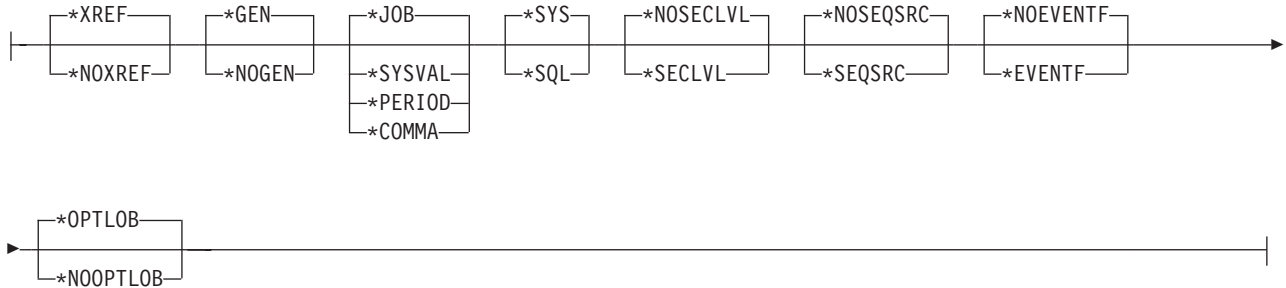 *XREF *GEN *JOB *SYS *NOSECLVL *NOSEQSRC *NOEVENTF
*NOXREF *NOGEN *SYSVAL *SQL *SECLVL *SEQSRC *EVENTF
*PERIOD
*COMMA
*OPTLOB
*NOOPTLOB